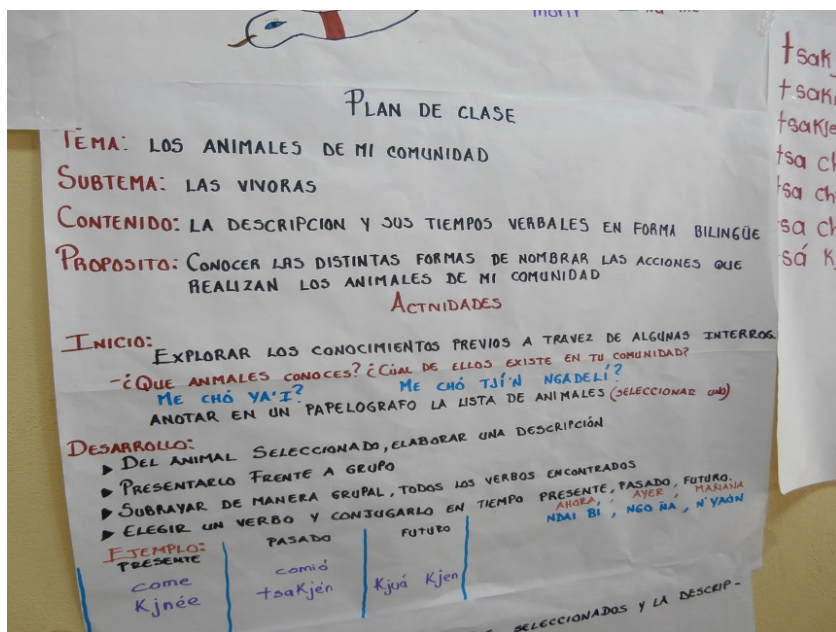 PLAN DE CLASE
TEMA: LOS ANIMALES DE MI COMUNIDAD
SUBTEMA: LAS VIVORAS
CONTENIDO: LA DESCRIPCION Y SUS TIEMPOS VERBALES EN FORMA BILINGÜE
PROPOSITO: CONOCER LAS DISTINTAS FORMAS DE NOMBRAR LAS ACCIONES QUE
REALIZAN LOS ANIMALES DE MI COMUNIDAD
ACTIVIDADES
INICIO:
EXPLORAR LOS CONOCIMIENTOS PREVIOS A TRAVEZ DE ALGUNAS INTERROG.
-¿QUE ANIMALES CONOCES? ¿CÚAL DE ELLOS EXISTE EN TU COMUNIDAD?
ME CHÓ YA'I? ME CHÓ TJÍ'N NGADELÍ?
ANOTAR EN UN PAPELOGRAFO LA LISTA DE ANIMALES (SELECCIONAR UNO)
DESARROLLO:
▶ DEL ANIMAL SELECCIONADO, ELABORAR UNA DESCRIPCIÓN
▶ PRESENTARLO FRENTE A GRUPO
▶ SUBRAYAR DE MANERA GRUPAL, TODOS LOS VERBOS ENCONTRADOS
▶ ELEGIR UN VERBO Y CONJUGARLO EN TIEMPO PRESENTE, PASADO, FUTURO.
AHORA, AYER, MAÑANA
NDAI BI, NGO ÑA, N'YAÓN
EJEMPLO:
PRESENTE PASADO FUTURO
come comió
Kjnée tsaKjén Kjuá Kjen
SELECCIONADOS Y LA DESCRIP-
tsak
tsak
tsakje
tsa ch
tsa ch
sa ch
sá K